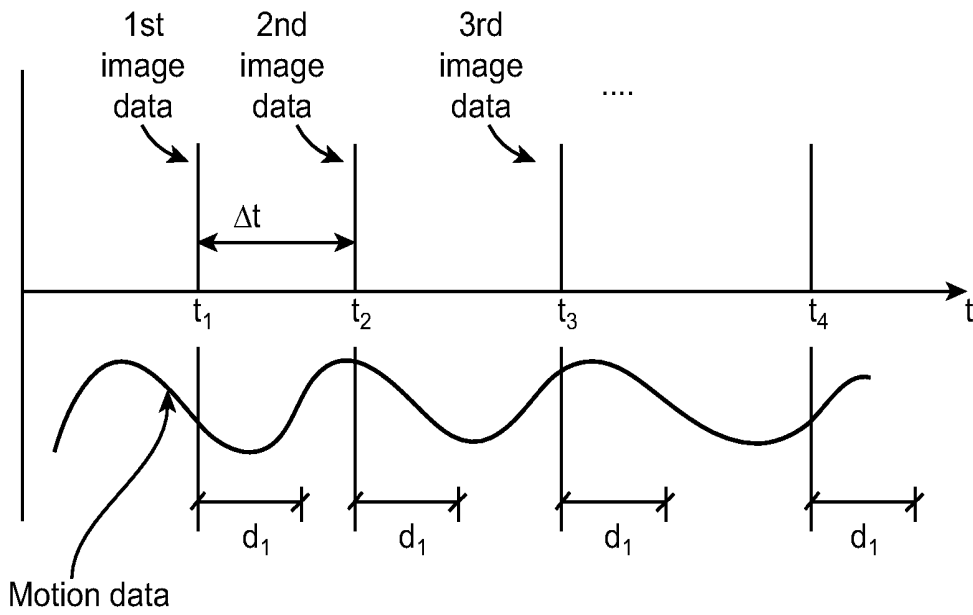 1st
image
data
2nd
image
data
3rd
image
data
....
Δt
t₁
t₂
t₃
t₄
t
d₁
d₁
d₁
d₁
Motion data